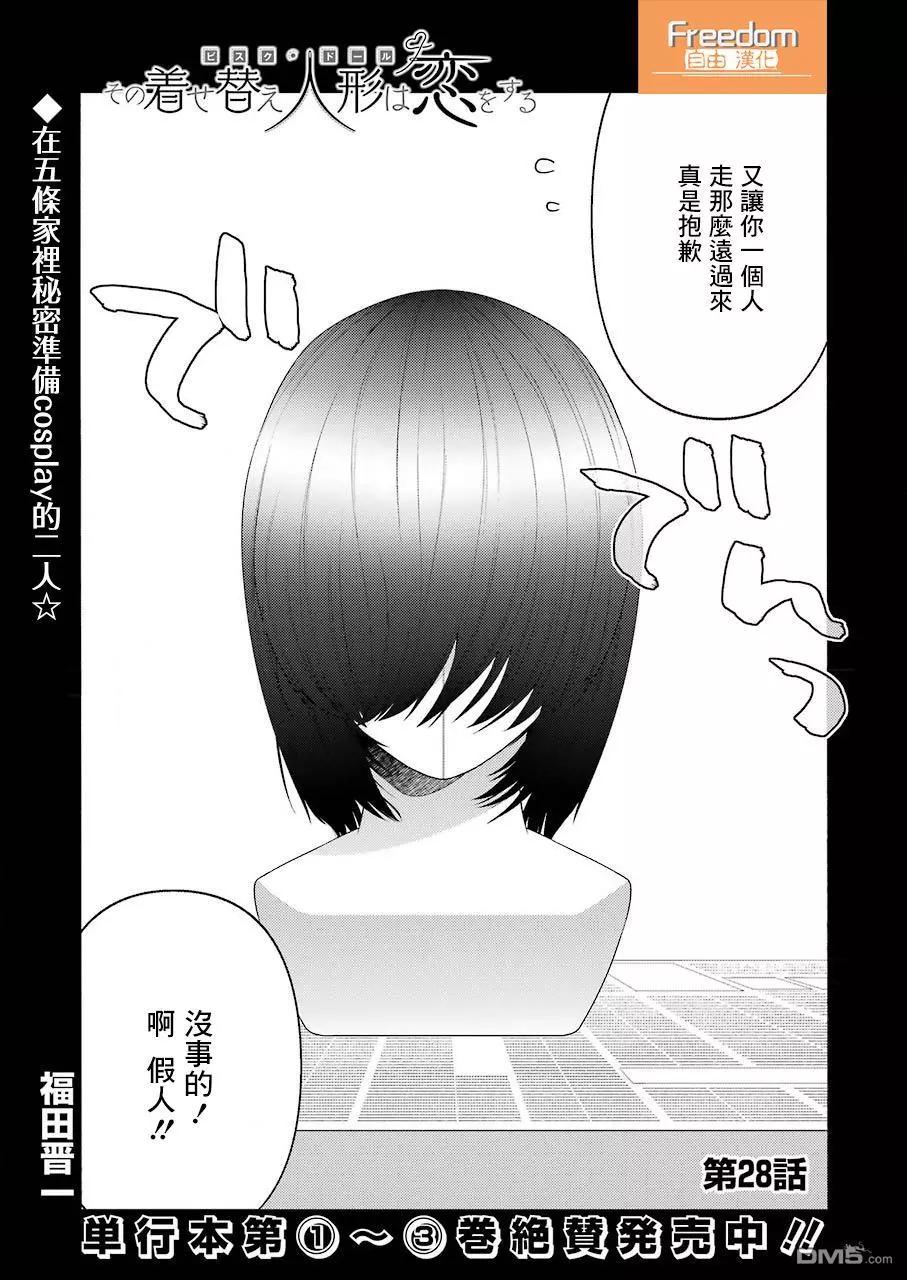 Freedom
自由 漢化
ビスク・ドール
その着せ替え人形は恋をする
◆在五條家裡秘密準備cosplay的二人☆
又讓你一個人
走那麼遠過來
真是抱歉
沒事的!
啊 假人!!
福田晋一
第28話
単行本第①~③巻絶賛発売中!!
DM5.com